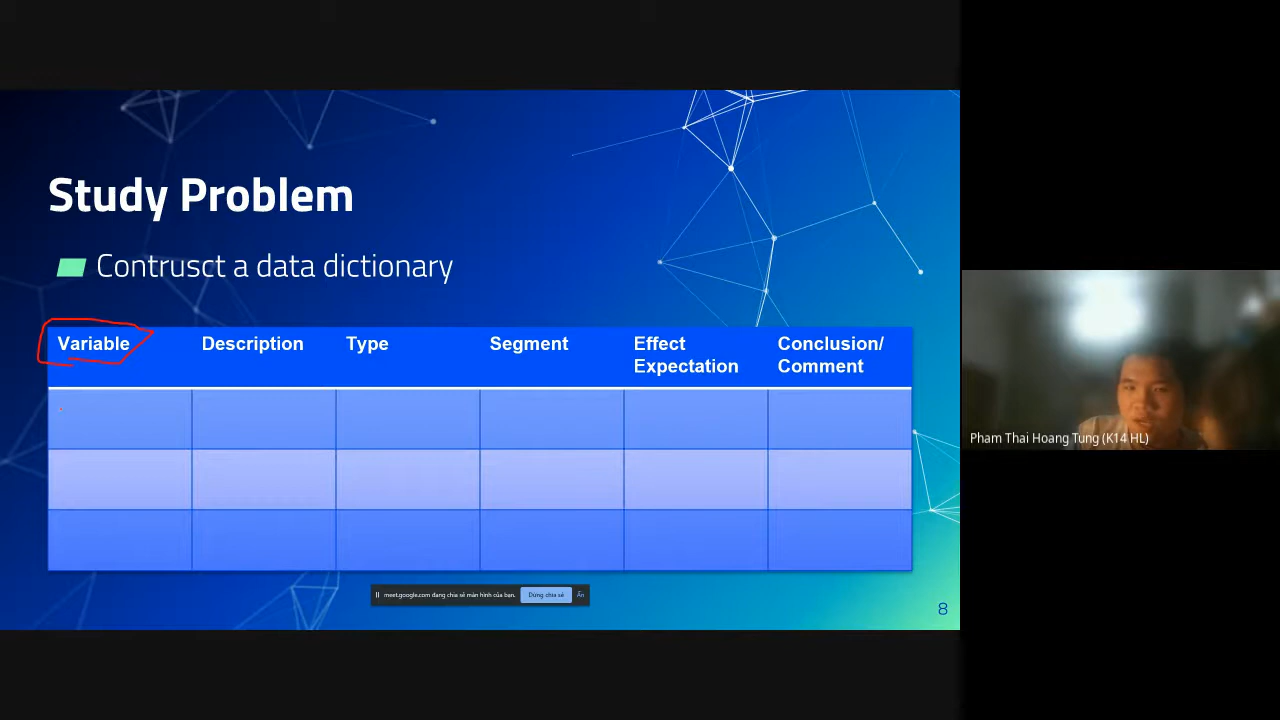 Study Problem
Contrusct a data dictionary
Variable
Description
Type
Segment
Effect
Expectation
Conclusion/
Comment
meet.google.com đang chia sẻ màn hình của bạn.
Dừng chia sẻ
Ẩn
8
Pham Thai Hoang Tung (K14 HL)